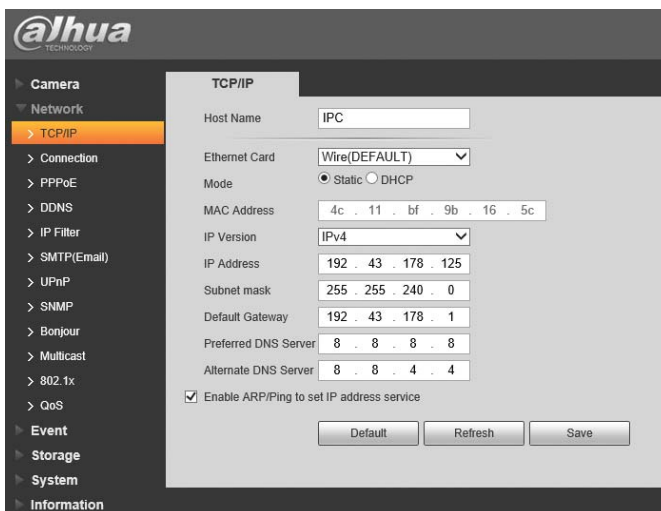 alhua
TECHNOLOGY
Camera
Network
TCP/IP
Connection
PPPoE
DDNS
IP Filter
SMTP(Email)
UPnP
SNMP
Bonjour
Multicast
802.1x
QoS
Event
Storage
System
Information
TCP/IP
Host Name IPC
Ethernet Card Wire(DEFAULT)
Mode Static DHCP
MAC Address 4c . 11 . bf . 9b . 16 . 5c
IP Version IPv4
IP Address 192 . 43 . 178 . 125
Subnet mask 255 . 255 . 240 . 0
Default Gateway 192 . 43 . 178 . 1
Preferred DNS Server 8 . 8 . 8 . 8
Alternate DNS Server 8 . 8 . 4 . 4
Enable ARP/Ping to set IP address service
Default Refresh Save